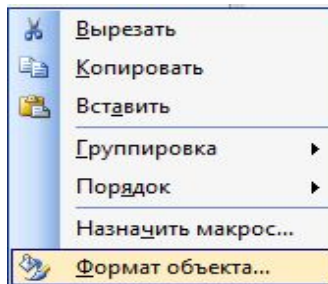 Вырезать
Копировать
Вставить
Группировка
Порядок
Назначить макрос...
Формат объекта...